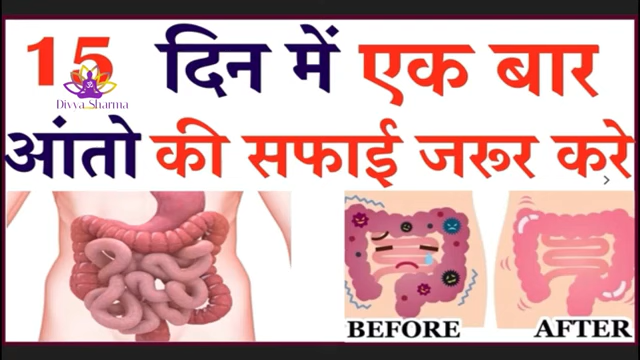 15 दिन में एक बार
Divya Sharma
आंतो की सफाई जरूर करे
BEFORE
AFTER